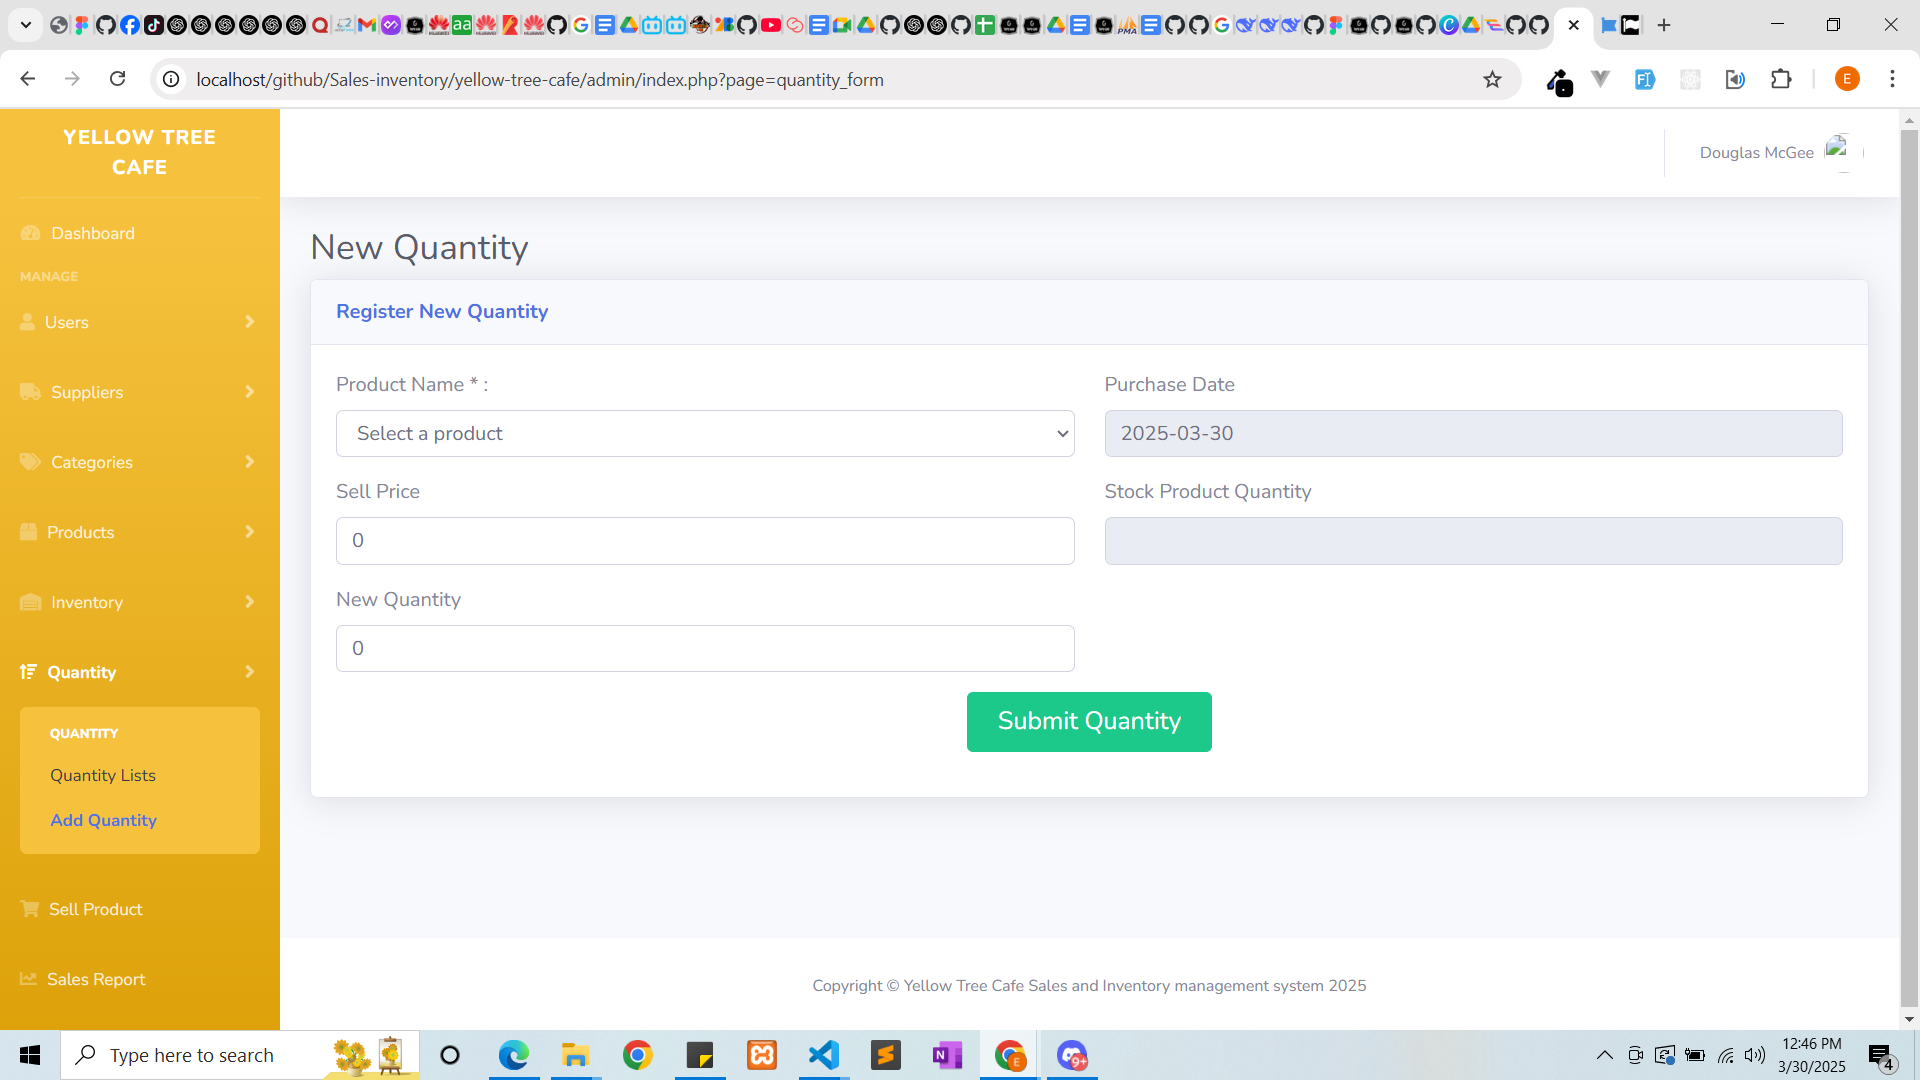 localhost/github/Sales-inventory/yellow-tree-cafe/admin/index.php?page=quantity_form
E
YELLOW TREE
CAFE
Douglas McGee
Dashboard
MANAGE
Users
Suppliers
Categories
Products
Inventory
Quantity
QUANTITY
Quantity Lists
Add Quantity
Sell Product
Sales Report
New Quantity
Register New Quantity
Product Name * :
Purchase Date
Select a product
2025-03-30
Sell Price
Stock Product Quantity
0
New Quantity
0
Submit Quantity
Copyright © Yellow Tree Cafe Sales and Inventory management system 2025
Type here to search
E
9+
12:46 PM
3/30/2025
4